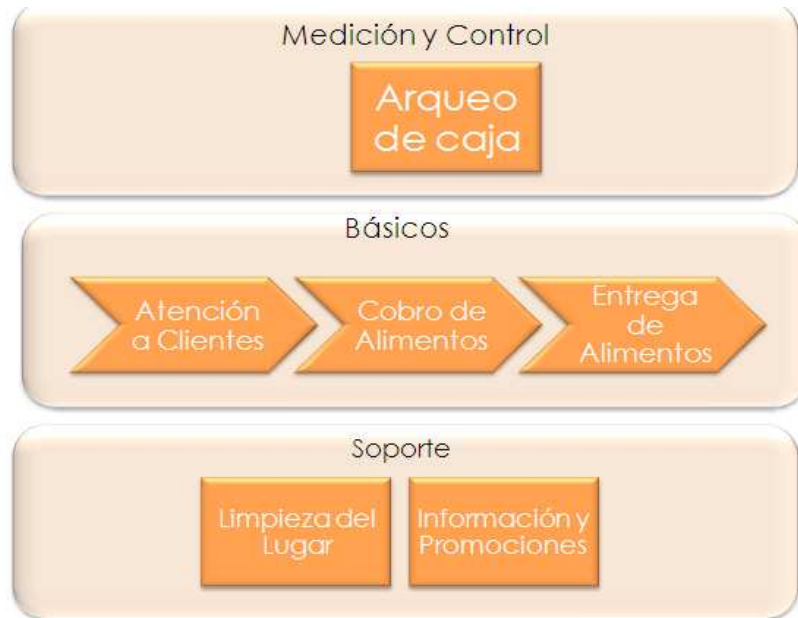 Medición y Control
Arqueo
de caja
Básicos
Atención
a Clientes
Cobro de
Alimentos
Entrega
de
Alimentos
Soporte
Limpieza del
Lugar
Información y
Promociones